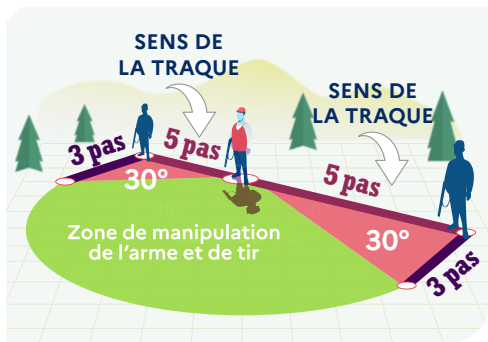 SENS DE
LA TRAQUE
SENS DE
LA TRAQUE
3 pas
5 pas
30°
5 pas
Zone de manipulation
de l'arme et de tir
30°
3 pas